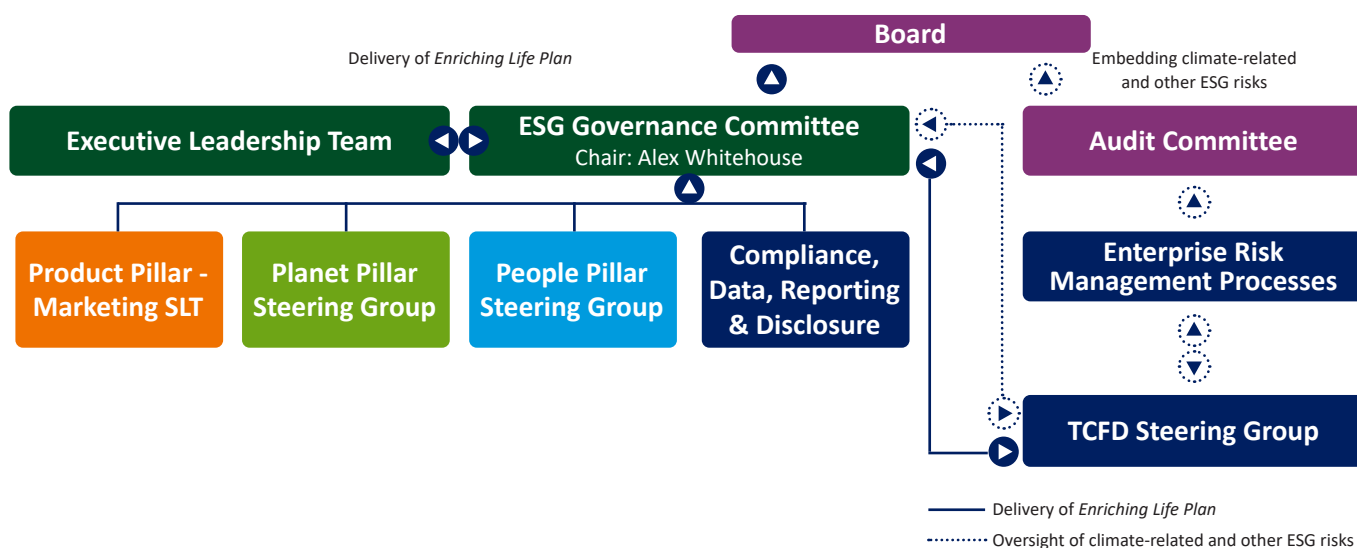 Board
Delivery of Enriching Life Plan
Embedding climate-related
and other ESG risks
Executive Leadership Team
ESG Governance Committee
Chair: Alex Whitehouse
Audit Committee
Product Pillar -
Marketing SLT
Planet Pillar
Steering Group
People Pillar
Steering Group
Compliance,
Data, Reporting
& Disclosure
Enterprise Risk
Management Processes
TCFD Steering Group
Delivery of Enriching Life Plan
Oversight of climate-related and other ESG risks